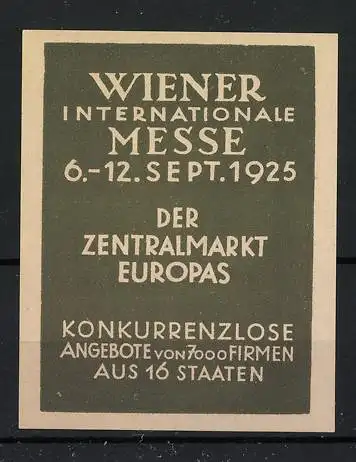 WIENER
INTERNATIONALE
MESSE
6.-12. SEPT. 1925
DER
ZENTRALMARKT
EUROPAS
KONKURRENZLOSE
ANGEBOTE VON 7000 FIRMEN
AUS 16 STAATEN